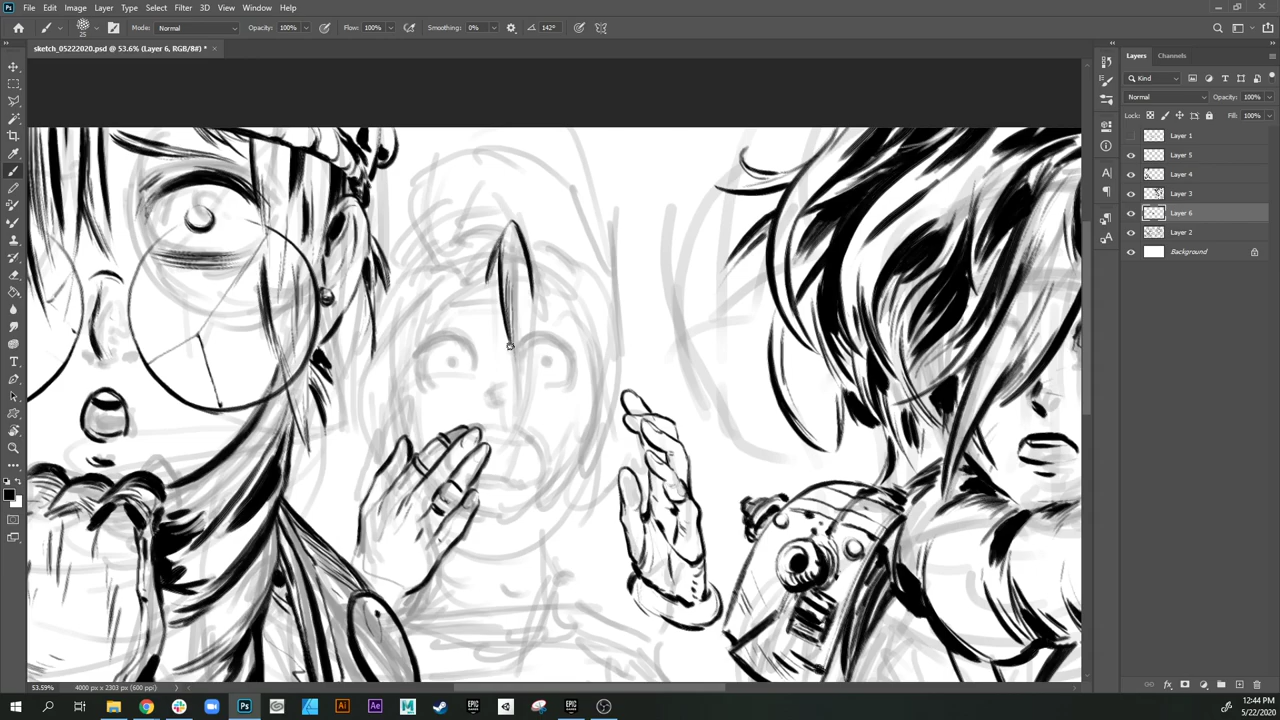 File Edit Image Layer Type Select Filter 3D View Window Help
25 Mode: Normal Opacity: 100% Flow: 100% Smoothing: 0% 142°
sketch_05222020.psd @ 53.6% (Layer 6, RGB/8#) *
Layers Channels
Kind
Normal Opacity: 100%
Lock: Fill: 100%
Layer 1
Layer 5
Layer 4
Layer 3
Layer 6
Layer 2
Background
53.59% 4000 px x 2303 px (600 ppi)
12:44 PM
5/22/2020